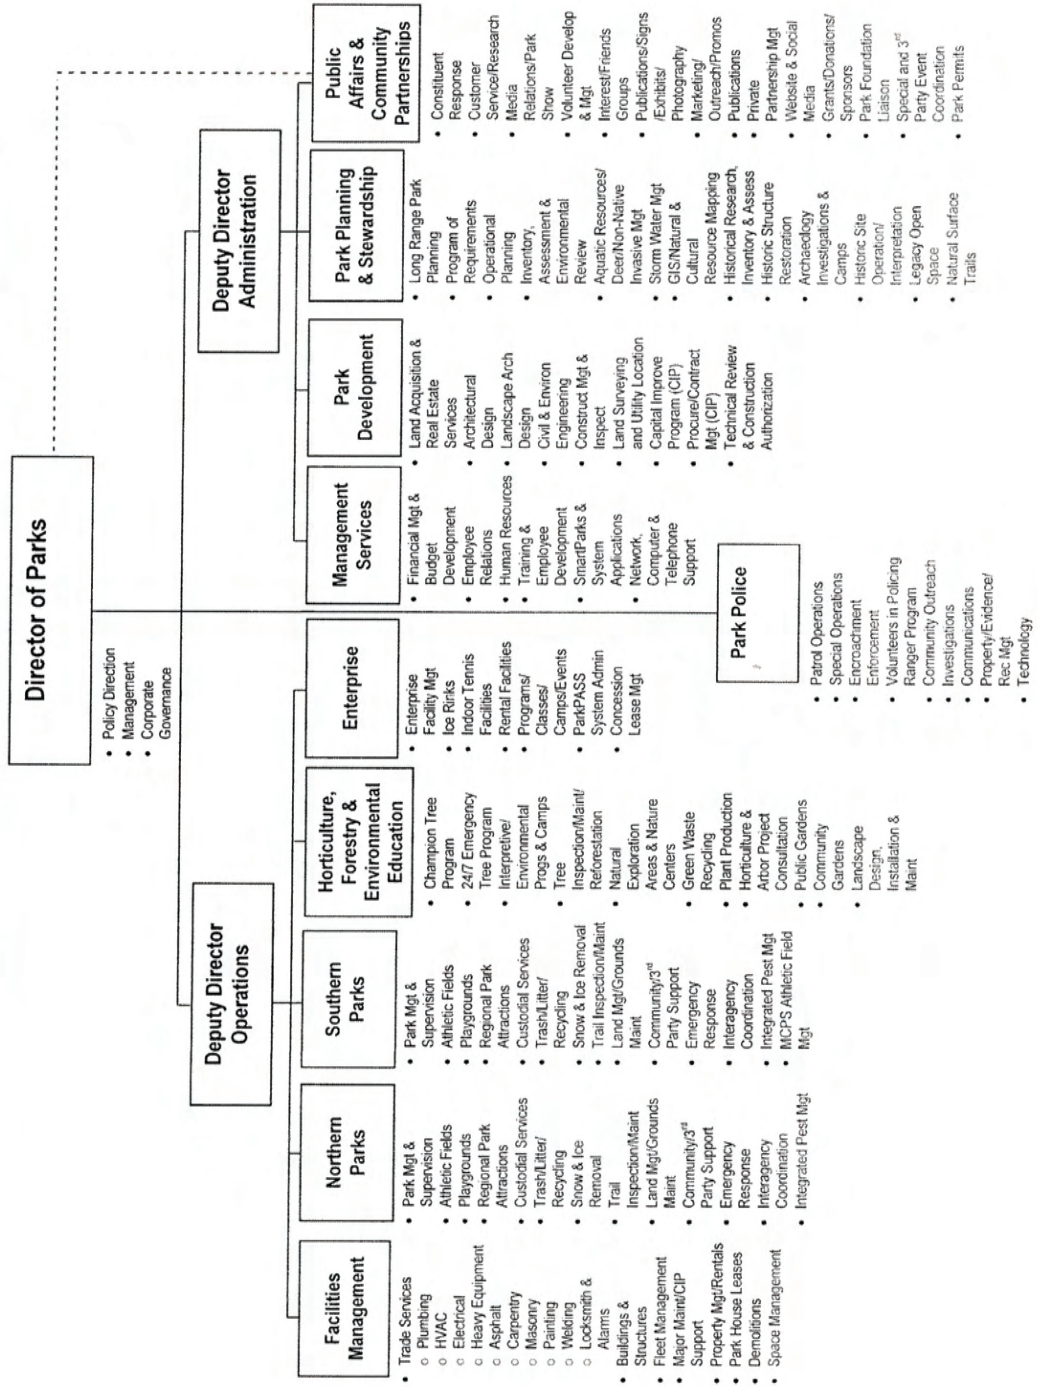 Director of Parks
• Policy Direction
• Management
• Corporate
Governance
Deputy Director
Operations
Deputy Director
Administration
Facilities
Management
• Trade Services
○ Plumbing
○ HVAC
○ Electrical
○ Heavy Equipment
○ Asphalt
○ Carpentry
○ Masonry
○ Painting
○ Welding
○ Locksmith &
Alarms
• Buildings &
Structures
• Fleet Management
• Major Maint/CIP
Support
• Property Mgt/Rentals
• Park House Leases
• Demolitions
• Space Management
Northern
Parks
• Park Mgt &
Supervision
• Athletic Fields
• Playgrounds
• Regional Park
Attractions
• Custodial Services
• Trash/Litter/
Recycling
• Snow & Ice
Removal
• Trail
Inspection/Maint
• Land Mgt/Grounds
Maint
• Community/3rd
Party Support
• Emergency
Response
• Interagency
Coordination
• Integrated Pest Mgt
Southern
Parks
• Park Mgt &
Supervision
• Athletic Fields
• Playgrounds
• Regional Park
Attractions
• Custodial Services
• Trash/Litter/
Recycling
• Snow & Ice Removal
• Trail Inspection/Maint
• Land Mgt/Grounds
Maint
• Community/3rd
Party Support
• Emergency
Response
• Interagency
Coordination
• Integrated Pest Mgt
• MCPS Athletic Field
Mgt
Horticulture,
Forestry &
Environmental
Education
• Champion Tree
Program
• 24/7 Emergency
Tree Program
• Interpretive/
Environmental
Progs & Camps
• Tree
Inspection/Maint/
Reforestation
• Natural
Exploration
Areas & Nature
Centers
• Green Waste
Recycling
• Plant Production
• Horticulture &
Arbor Project
Consultation
• Public Gardens
• Community
Gardens
• Landscape
Design,
Installation &
Maint
Enterprise
• Enterprise
Facility Mgt
• Ice Rinks
• Indoor Tennis
Facilities
• Rental Facilities
• Programs/
Classes/
Camps/Events
• ParkPASS
System Admin
• Concession
Lease Mgt
Park Police
• Patrol Operations
• Special Operations
• Encroachment
Enforcement
• Volunteers in Policing
Ranger Program
• Community Outreach
• Investigations
• Communications
• Property/Evidence/
Rec Mgt
• Technology
Management
Services
• Financial Mgt &
Budget
Development
• Employee
Relations
• Human Resources
• Training &
Employee
Development
• SmartParks &
System
Applications
• Network,
Computer &
Telephone
Support
Park
Development
• Land Acquisition &
Real Estate
Services
• Architectural
Design
• Landscape Arch
Design
• Civil & Environ
Engineering
• Construct Mgt &
Inspect
• Land Surveying
and Utility Location
• Capital Improve
Program (CIP)
• Procure/Contract
Mgt (CIP)
• Technical Review
& Construction
Authorization
Park Planning
& Stewardship
• Long Range Park
Planning
• Program of
Requirements
• Operational
Planning
• Inventory,
Assessment &
Environmental
Review
• Aquatic Resources/
Deer/Non-Native
Invasive Mgt
• Storm Water Mgt
• GIS/Natural &
Cultural
Resource Mapping
• Historical Research,
Inventory & Assess
• Historic Structure
Restoration
• Archaeology
Investigations &
Camps
• Historic Site
Operation/
Interpretation
• Legacy Open
Space
• Natural Surface
Trails
Public
Affairs &
Community
Partnerships
• Constituent
Response
• Customer
Service/Research
• Media
Relations/Park
Show
• Volunteer Develop
& Mgt
• Interest/Friends
Groups
• Publications/Signs
/Exhibits/
Photography
• Marketing/
Outreach/Promos
• Publications
• Private
Partnership Mgt
• Website & Social
Media
• Grants/Donations/
Sponsors
• Park Foundation
Liaison
• Special and 3rd
Party Event
Coordination
• Park Permits